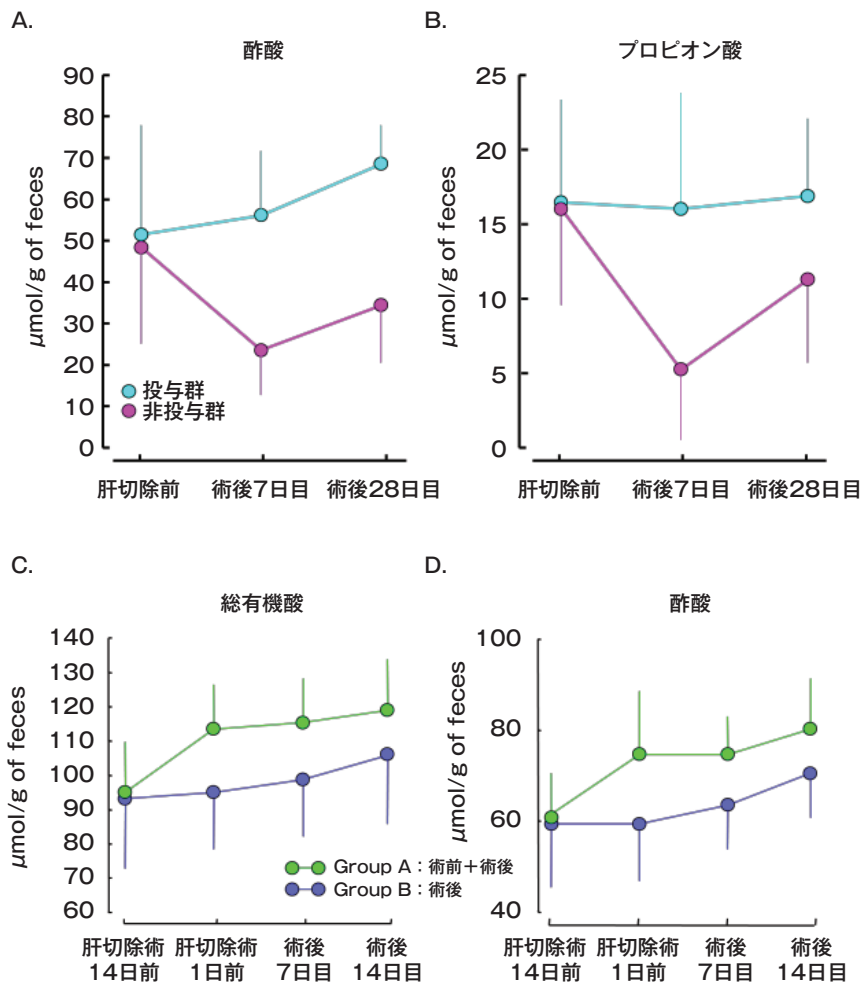 A.
酢酸
μmol/g of feces
90
80
70
60
50
40
30
20
10
0
投与群
非投与群
肝切除前
術後7日目
術後28日目
B.
プロピオン酸
μmol/g of feces
25
20
15
10
5
0
肝切除前
術後7日目
術後28日目
C.
総有機酸
μmol/g of feces
140
130
120
110
100
90
80
70
60
Group A：術前＋術後
Group B：術後
肝切除術
14日前
肝切除術
1日前
術後
7日目
術後
14日目
D.
酢酸
μmol/g of feces
100
80
60
40
肝切除術
14日前
肝切除術
1日前
術後
7日目
術後
14日目